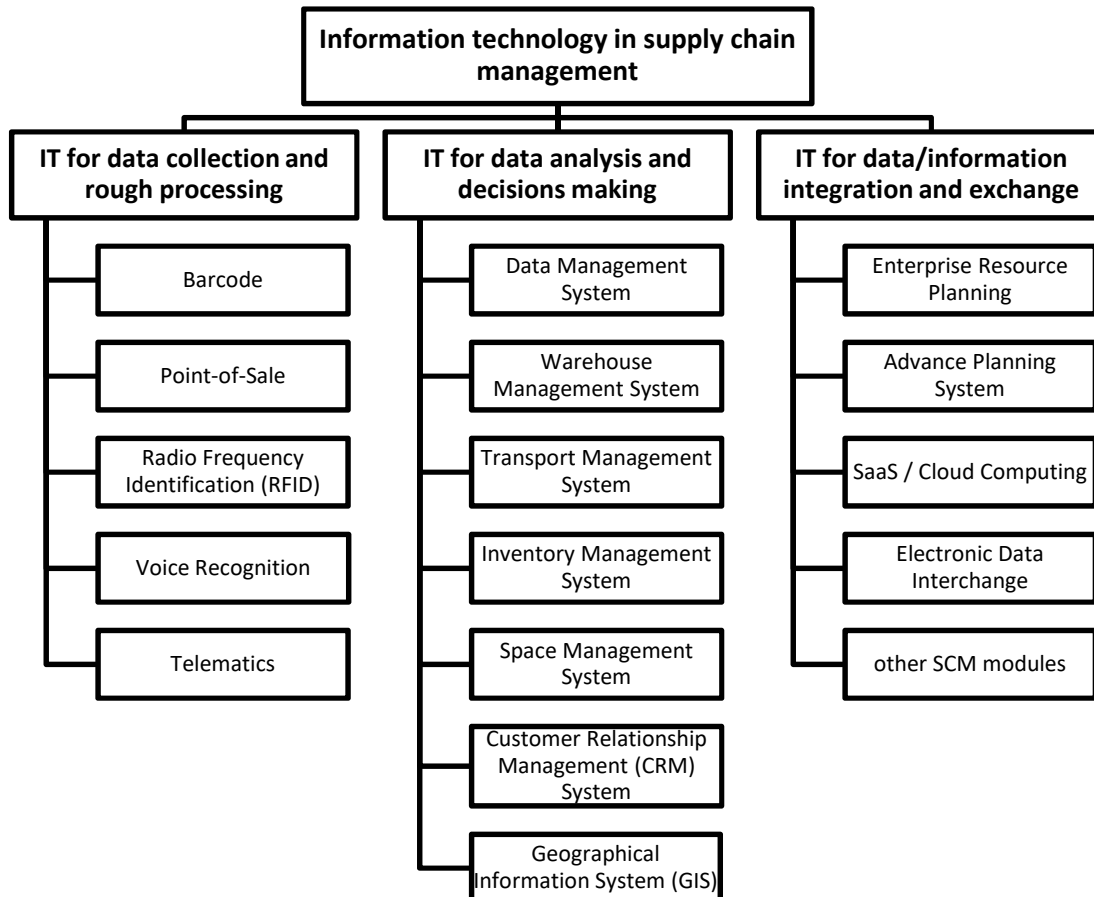 Information technology in supply chain
management
IT for data collection and
rough processing
Barcode
Point-of-Sale
Radio Frequency
Identification (RFID)
Voice Recognition
Telematics
IT for data analysis and
decisions making
Data Management
System
Warehouse
Management System
Transport Management
System
Inventory Management
System
Space Management
System
Customer Relationship
Management (CRM)
System
Geographical
Information System (GIS)
IT for data/information
integration and exchange
Enterprise Resource
Planning
Advance Planning
System
SaaS / Cloud Computing
Electronic Data
Interchange
other SCM modules